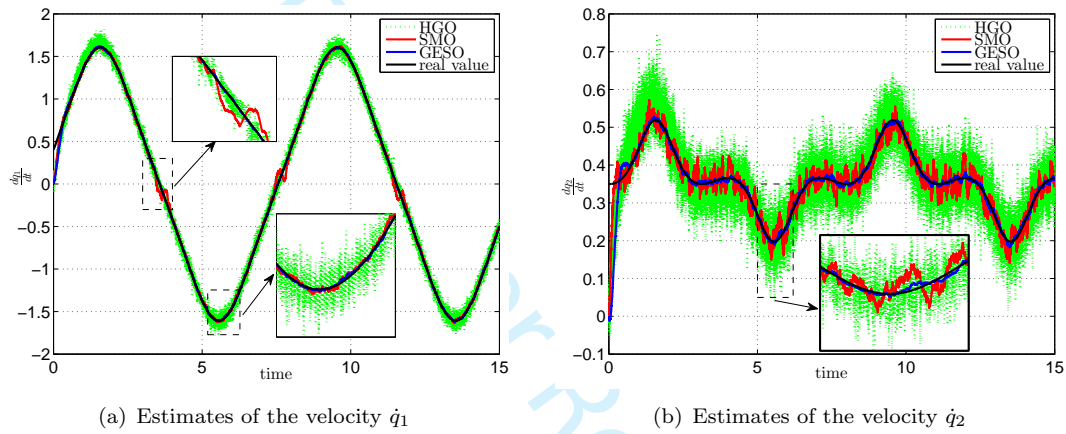 2
1.5
1
0.5
0
−0.5
−1
−1.5
−2
0
5
10
15
time
dq1
dt
HGO
SMO
GESO
real value
(a) Estimates of the velocity q̇1
0.8
0.7
0.6
0.5
0.4
0.3
0.2
0.1
0
−0.1
0
5
10
15
time
dq2
dt
HGO
SMO
GESO
real value
(b) Estimates of the velocity q̇2